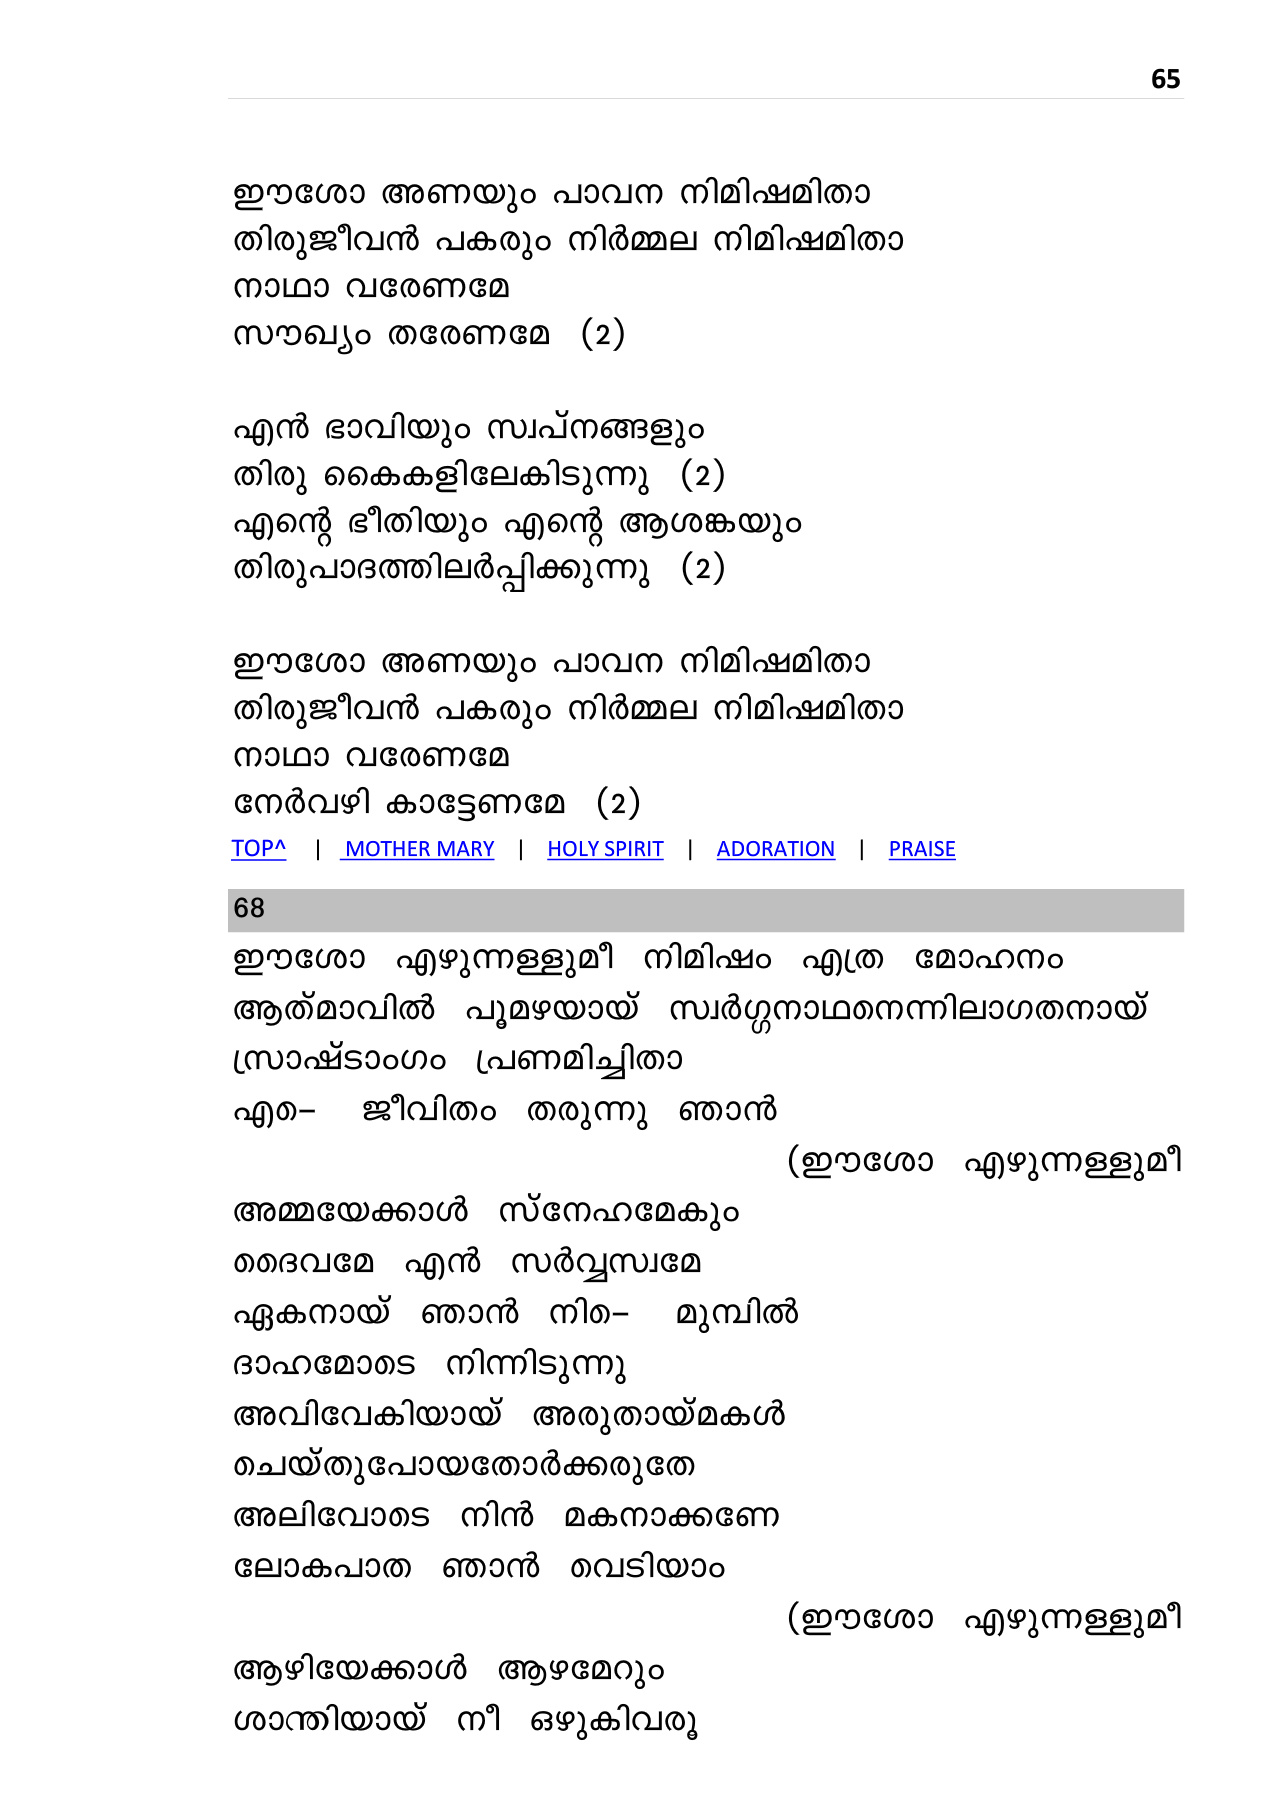 65
ഈശോ അണയും പാവന നിമിഷമിതാ
തിരുജീവൻ പകരും നിർമ്മല നിമിഷമിതാ
നാഥാ വരേണമേ
സൗഖ്യം തരേണമേ (2)
എൻ ഭാവിയും സ്വപ്നങ്ങളും
തിരു കൈകളിലേകിടുന്നു (2)
എന്റെ ഭീതിയും എന്റെ ആശങ്കയും
തിരുപാദത്തിലർപ്പിക്കുന്നു (2)
ഈശോ അണയും പാവന നിമിഷമിതാ
തിരുജീവൻ പകരും നിർമ്മല നിമിഷമിതാ
നാഥാ വരേണമേ
നേർവഴി കാട്ടേണമേ (2)
TOP^ | MOTHER MARY | HOLY SPIRIT | ADORATION | PRAISE
68
ഈശോ എഴുന്നള്ളുമീ നിമിഷം എത്ര മോഹനം
ആത്മാവിൽ പൂമഴയായ് സ്വർഗ്ഗനാഥനെന്നിലാഗതനായ്
സ്രാഷ്ടാംഗം പ്രണമിച്ചിതാ
എെ– ജീവിതം തരുന്നു ഞാൻ
(ഈശോ എഴുന്നള്ളുമീ
അമ്മയേക്കാൾ സ്നേഹമേകും
ദൈവമേ എൻ സർവ്വസ്വമേ
ഏകനായ് ഞാൻ നിെ– മുമ്പിൽ
ദാഹമോടെ നിന്നിടുന്നു
അവിവേകിയായ് അരുതായ്മകൾ
ചെയ്തുപോയതോർക്കരുതേ
അലിവോടെ നിൻ മകനാക്കണേ
ലോകപാത ഞാൻ വെടിയാം
(ഈശോ എഴുന്നള്ളുമീ
ആഴിയേക്കാൾ ആഴമേറും
ശാന്തിയായ് നീ ഒഴുകിവരൂ